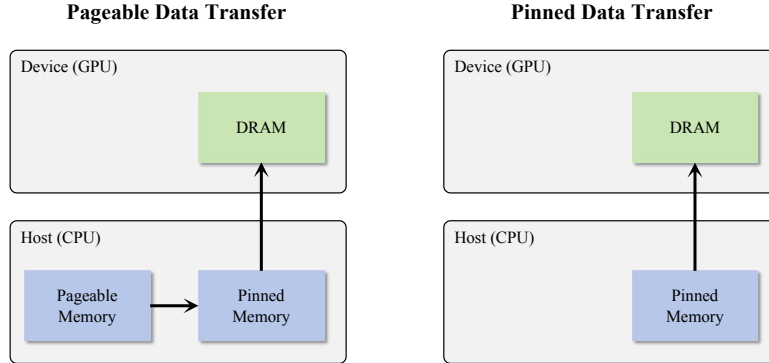 Pageable Data Transfer
Device (GPU)
DRAM
Host (CPU)
Pageable
Memory
Pinned
Memory
Pinned Data Transfer
Device (GPU)
DRAM
Host (CPU)
Pinned
Memory